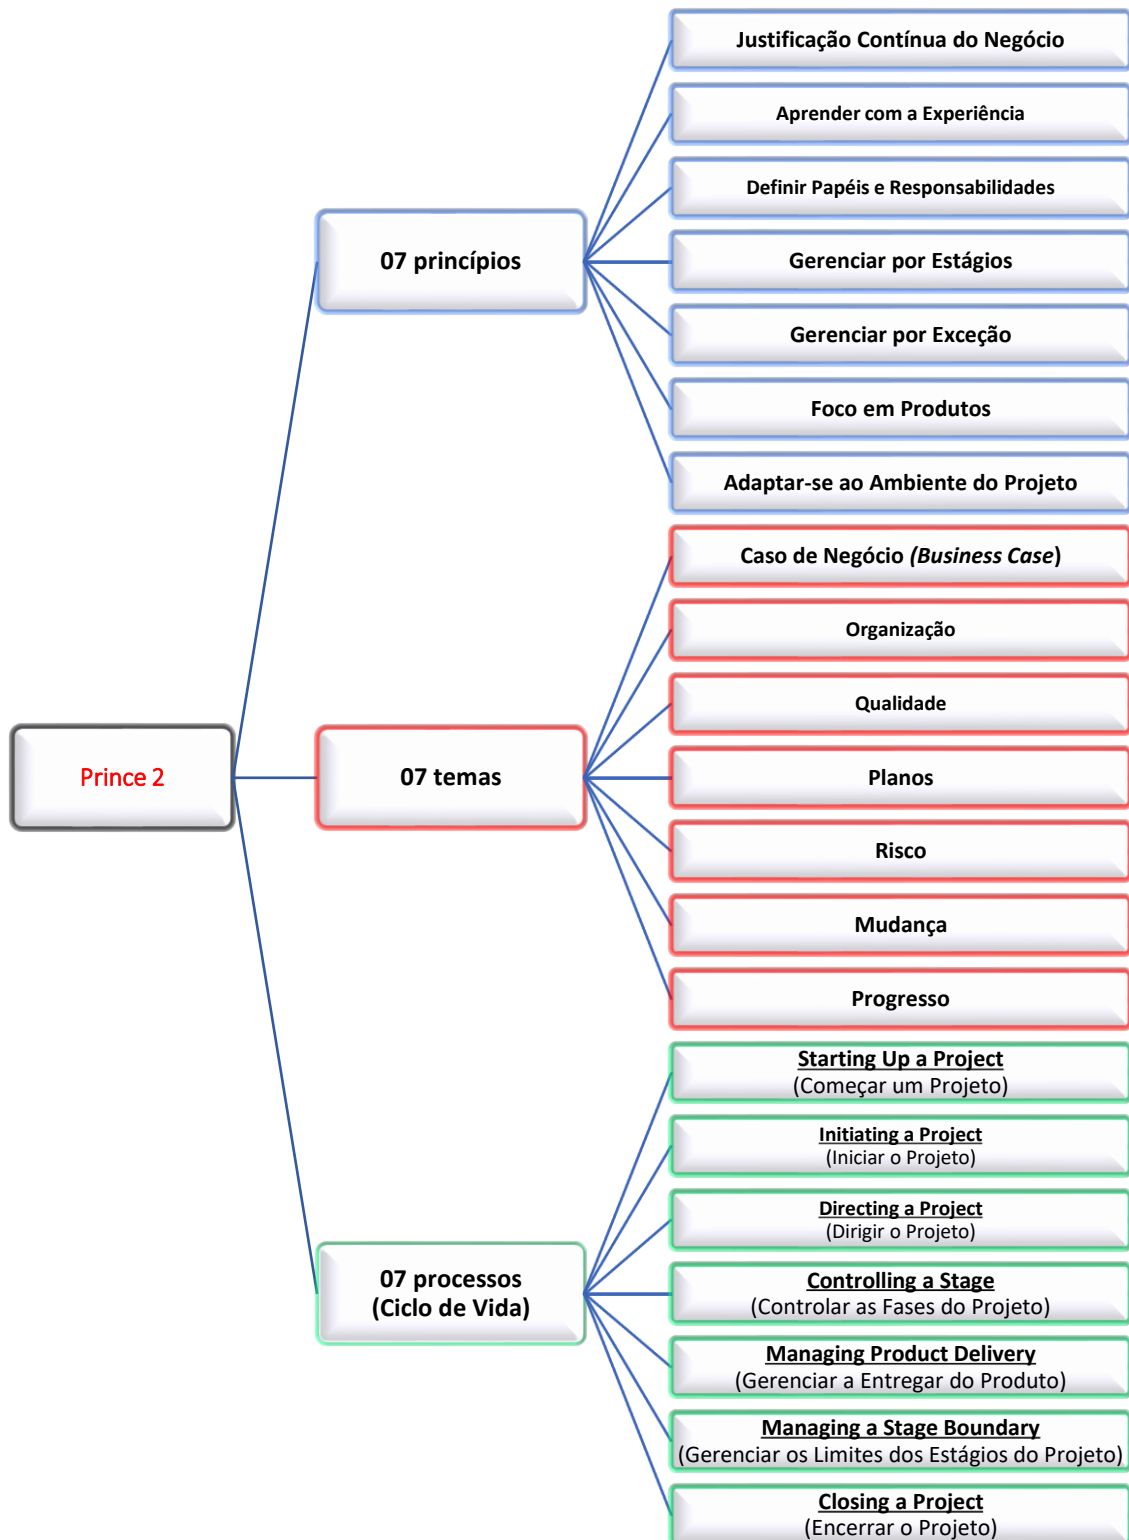 Prince 2
07 princípios
Justificação Contínua do Negócio
Aprender com a Experiência
Definir Papéis e Responsabilidades
Gerenciar por Estágios
Gerenciar por Exceção
Foco em Produtos
Adaptar-se ao Ambiente do Projeto
07 temas
Caso de Negócio (Business Case)
Organização
Qualidade
Planos
Risco
Mudança
Progresso
07 processos
(Ciclo de Vida)
Starting Up a Project
(Começar um Projeto)
Initiating a Project
(Iniciar o Projeto)
Directing a Project
(Dirigir o Projeto)
Controlling a Stage
(Controlar as Fases do Projeto)
Managing Product Delivery
(Gerenciar a Entregar do Produto)
Managing a Stage Boundary
(Gerenciar os Limites dos Estágios do Projeto)
Closing a Project
(Encerrar o Projeto)